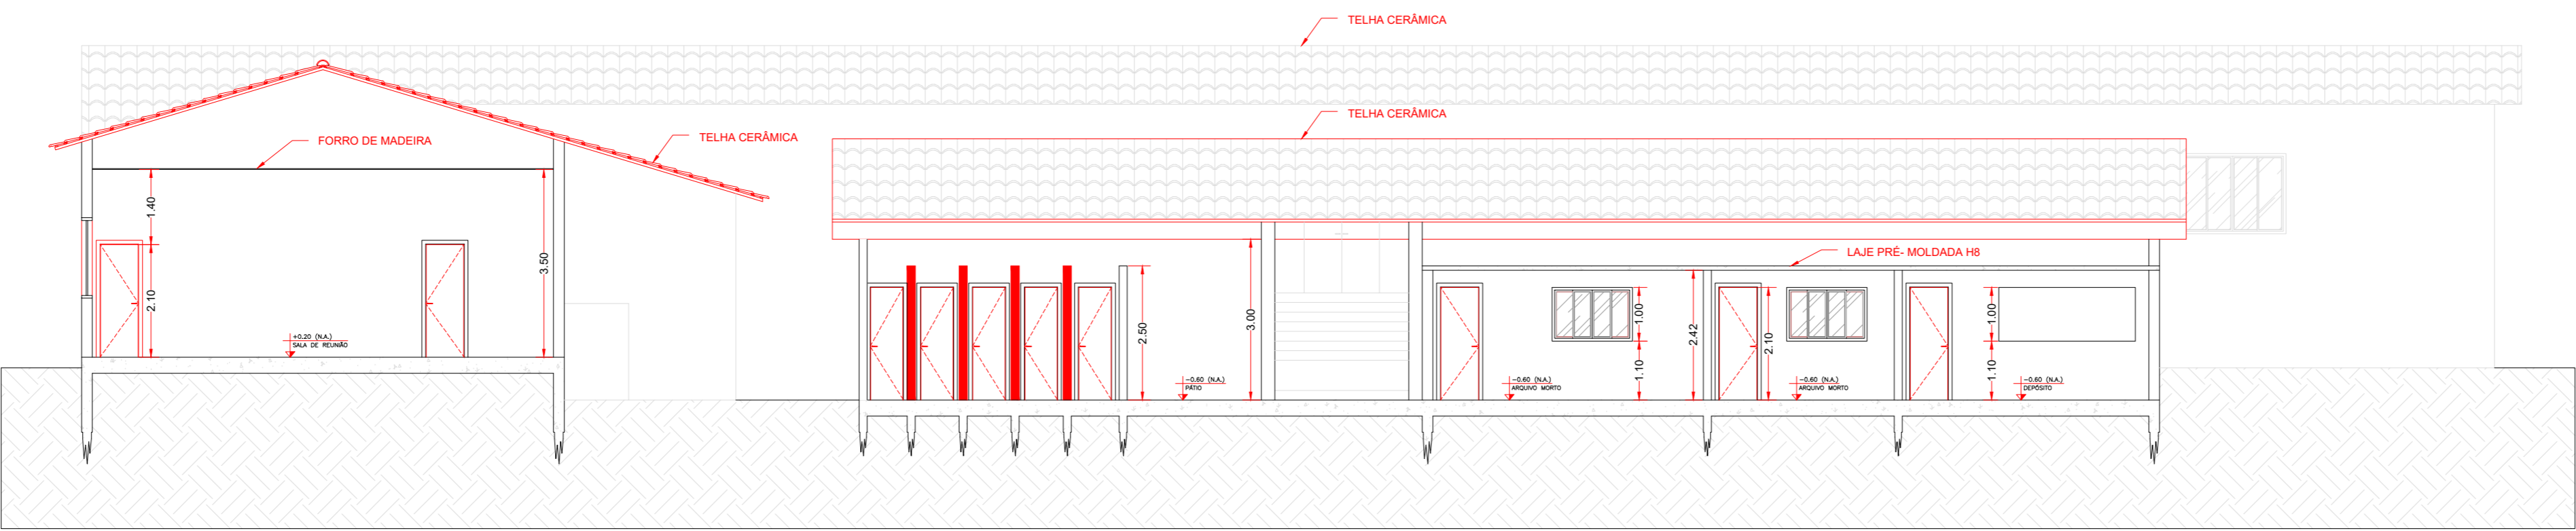 TELHA CERÂMICA
TELHA CERÂMICA
FORRO DE MADEIRA
TELHA CERÂMICA
1.40
2.10
3.50
+0.20 (N.A.)
SALA DE REUNIÃO
2.50
3.00
-0.60 (N.A.)
PÁTIO
LAJE PRÉ- MOLDADA H8
1.00
1.10
2.42
2.10
1.00
1.10
-0.60 (N.A.)
ARQUIVO MORTO
-0.60 (N.A.)
ARQUIVO MORTO
-0.60 (N.A.)
DEPÓSITO